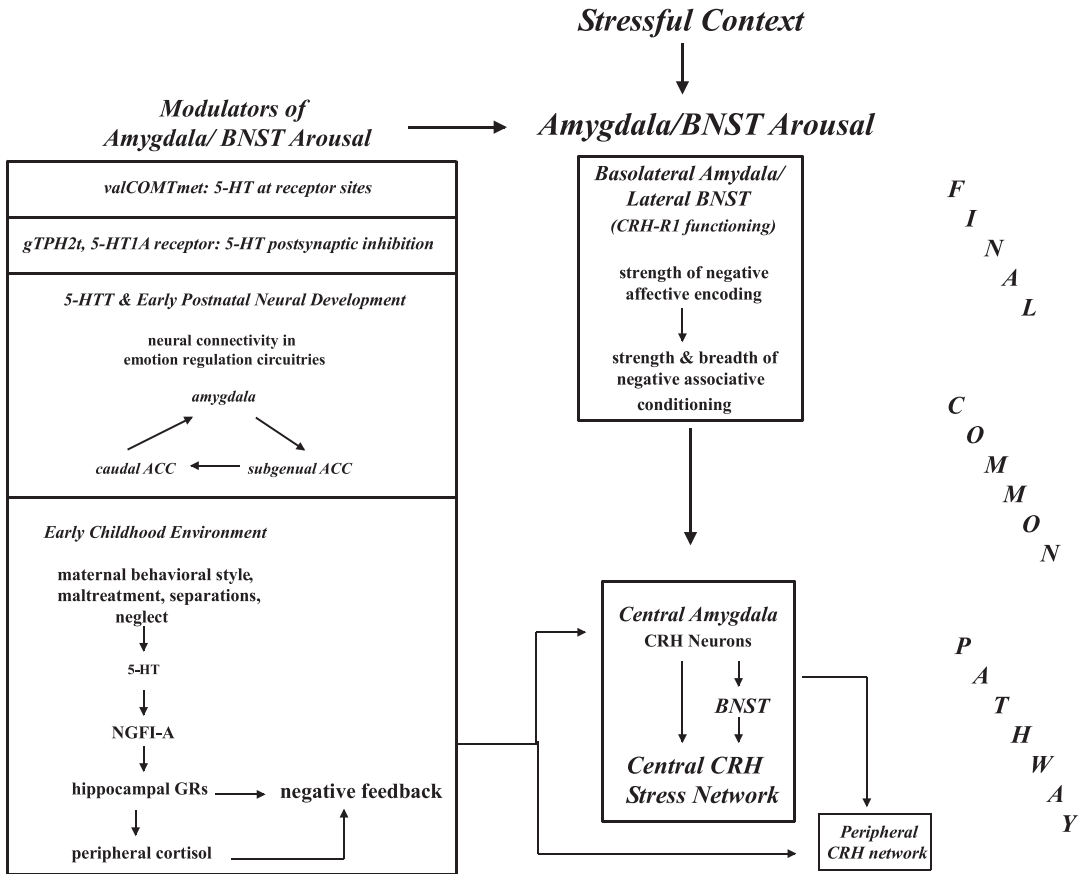 Stressful Context
Modulators of
Amygdala/ BNST Arousal
Amygdala/BNST Arousal
valCOMTmet: 5-HT at receptor sites
gTPH2t, 5-HT1A receptor: 5-HT postsynaptic inhibition
5-HTT & Early Postnatal Neural Development
neural connectivity in
emotion regulation circuitries
amygdala
caudal ACC
subgenual ACC
Early Childhood Environment
maternal behavioral style,
maltreatment, separations,
neglect
5-HT
NGFI-A
hippocampal GRs
negative feedback
peripheral cortisol
Basolateral Amydala/
Lateral BNST
(CRH-R1 functioning)
strength of negative
affective encoding
strength & breadth of
negative associative
conditioning
Central Amygdala
CRH Neurons
BNST
Central CRH
Stress Network
Peripheral
CRH network
FINAL
COMMON
PATHWAY